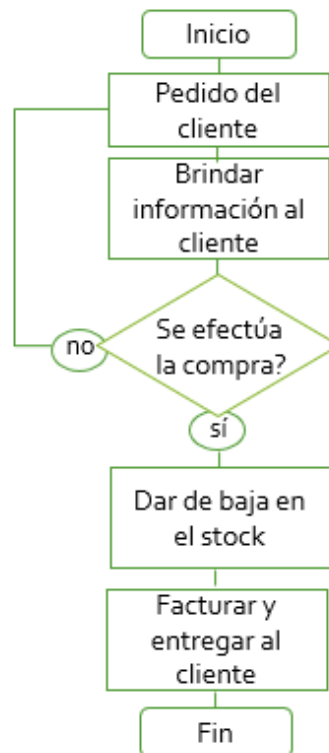 Inicio
Pedido del
cliente
Brindar
información al
cliente
Se efectúa
la compra?
no
sí
Dar de baja en
el stock
Facturar y
entregar al
cliente
Fin